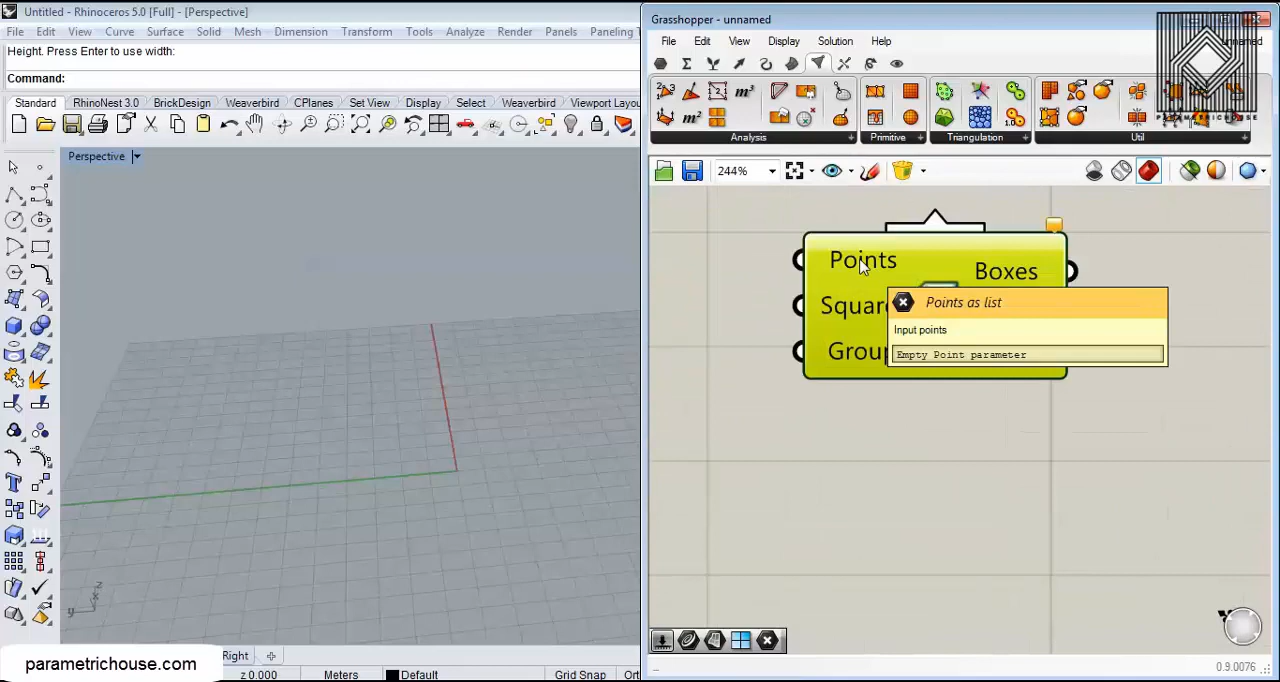 Untitled - Rhinoceros 5.0 [Full] - [Perspective]
File Edit View Curve Surface Solid Mesh Dimension Transform Tools Analyze Render Panels Paneling
Height. Press Enter to use width:
Command:
Standard RhinoNest 3.0 BrickDesign Weaverbird CPlanes Set View Display Select Weaverbird Viewport Layou
Perspective
z
y
Right
z 0.000 Meters Default Grid Snap Ort
parametrichouse.com
Grasshopper - unnamed
File Edit View Display Solution Help unnamed
Analysis Primitive Triangulation Util
PARAMETRICHOUSE
244%
Points
Boxes
Square
Group
Points as list
Input points
Empty Point parameter
0.9.0076